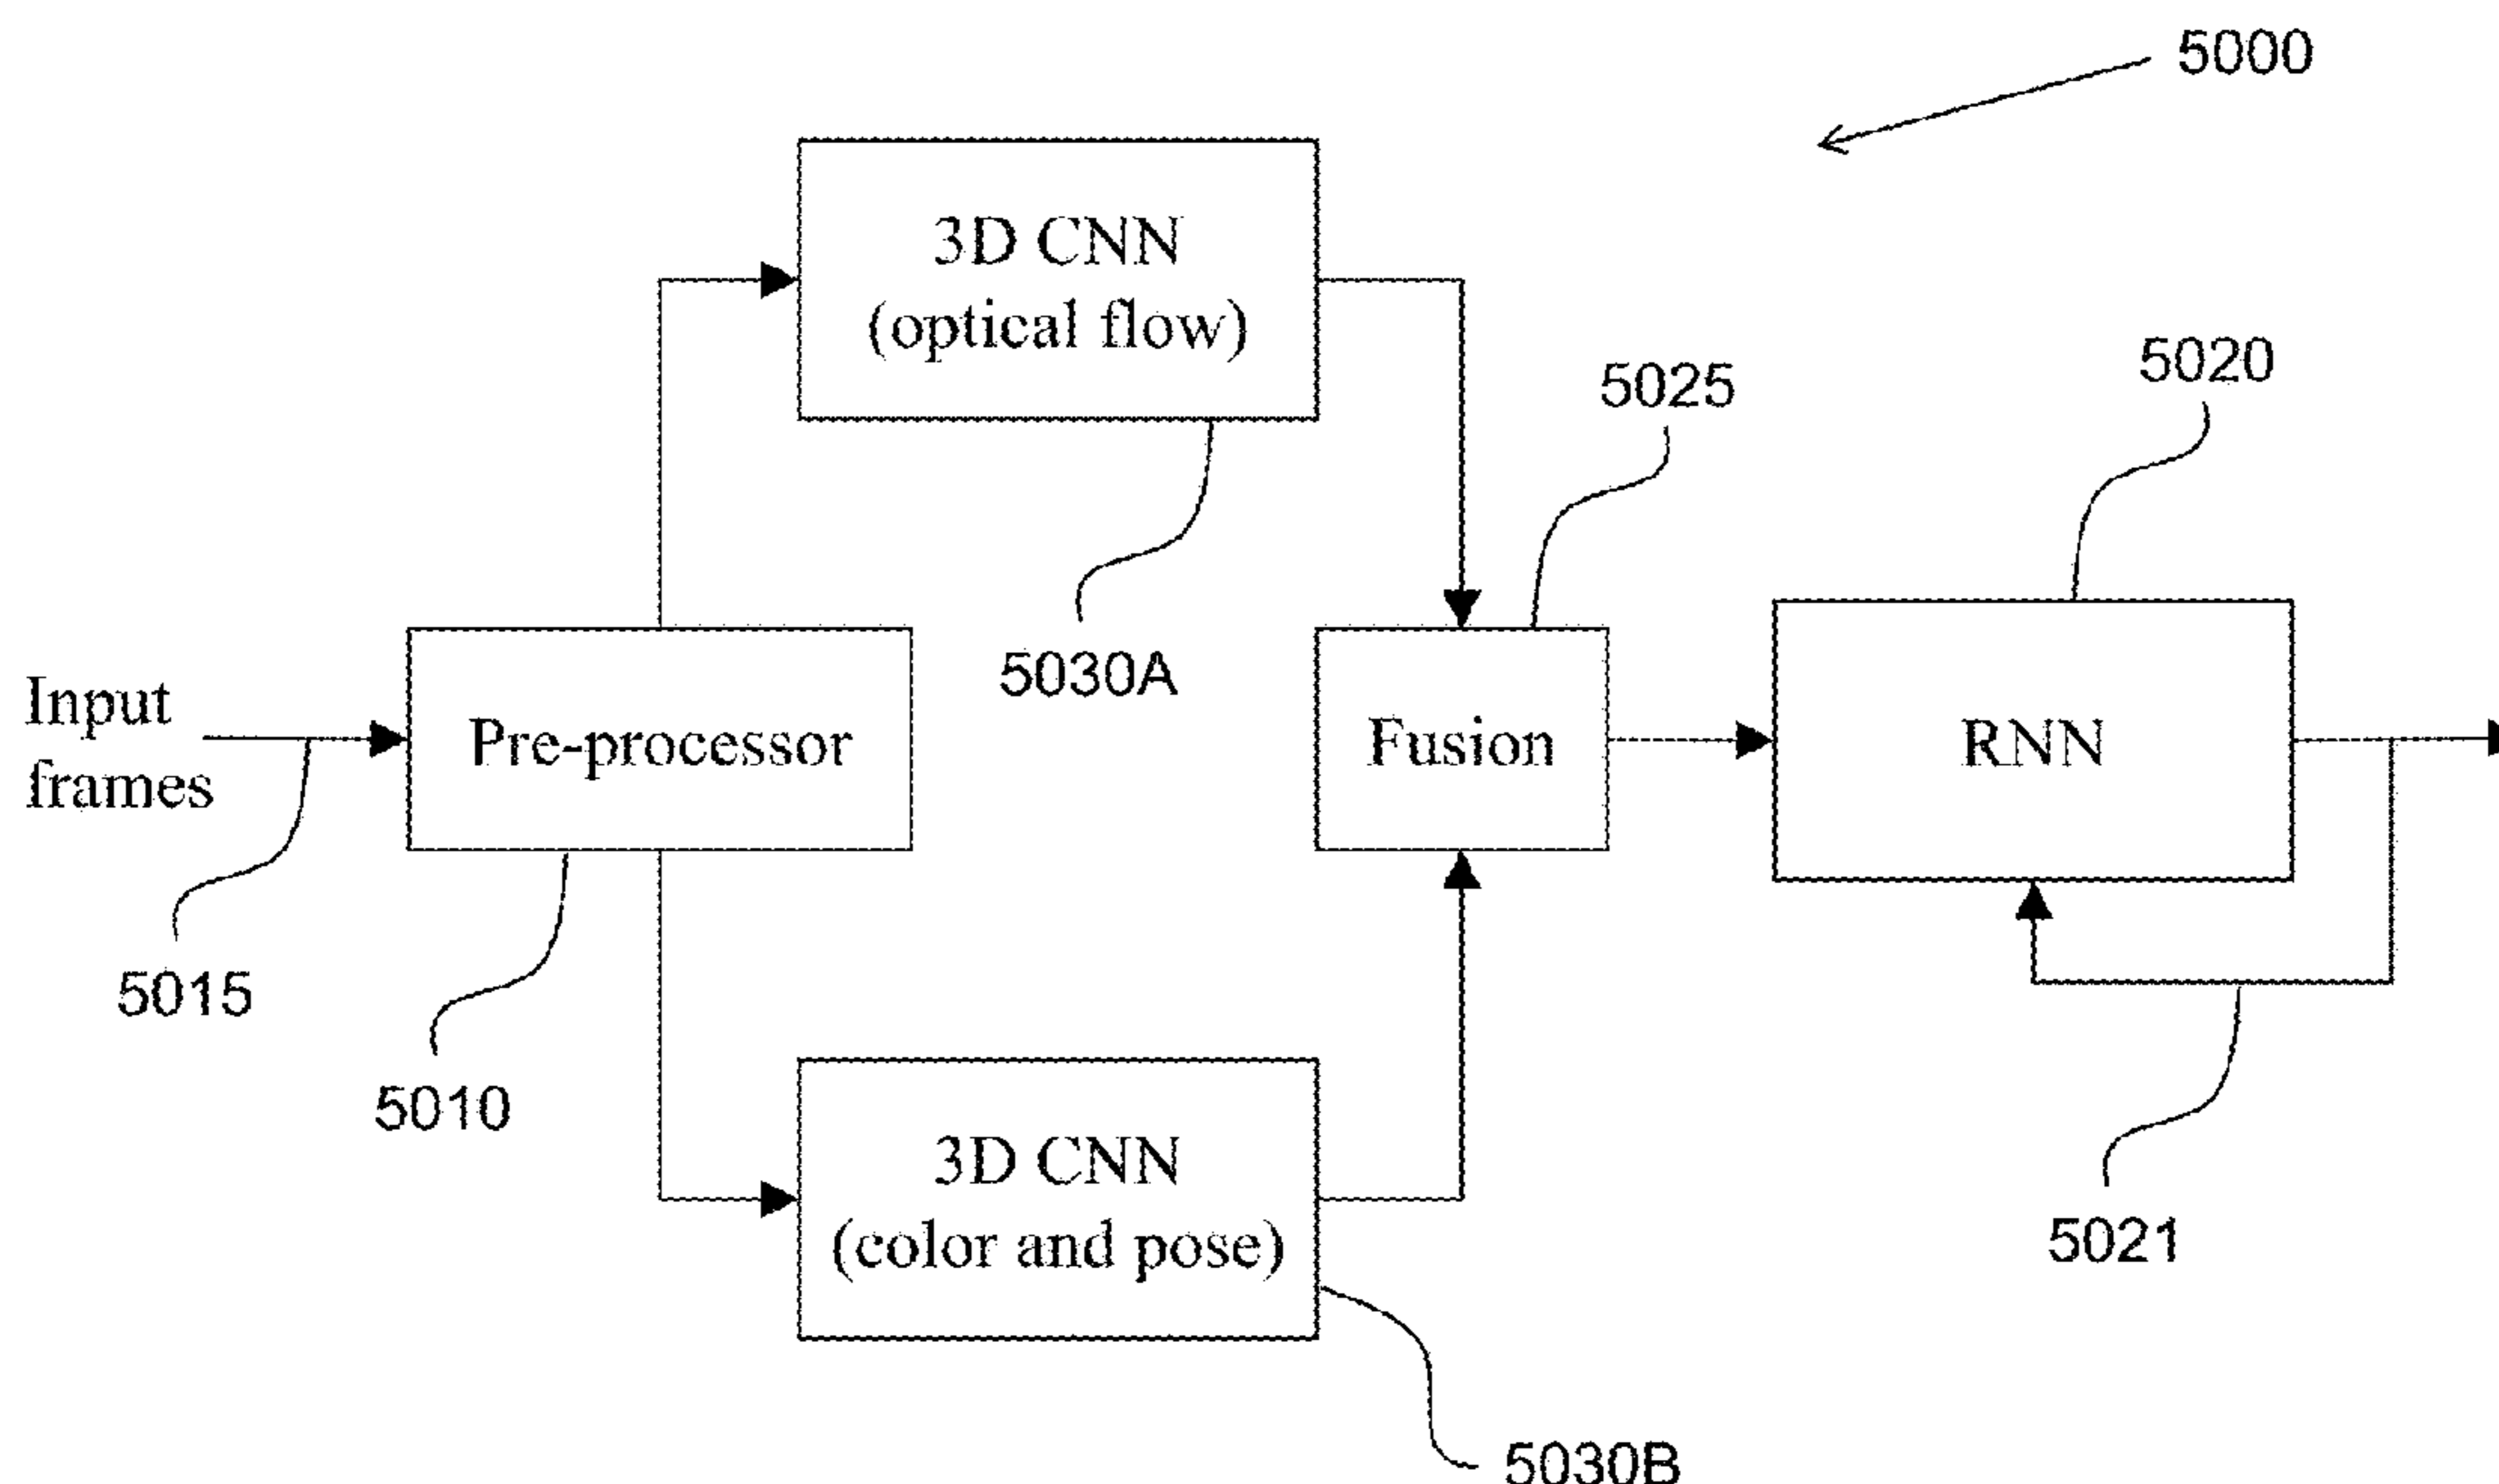 5000
3D CNN
(optical flow)
5025
5020
5030A
Input
frames
Pre-processor
Fusion
RNN
5015
5010
3D CNN
(color and pose)
5021
5030B